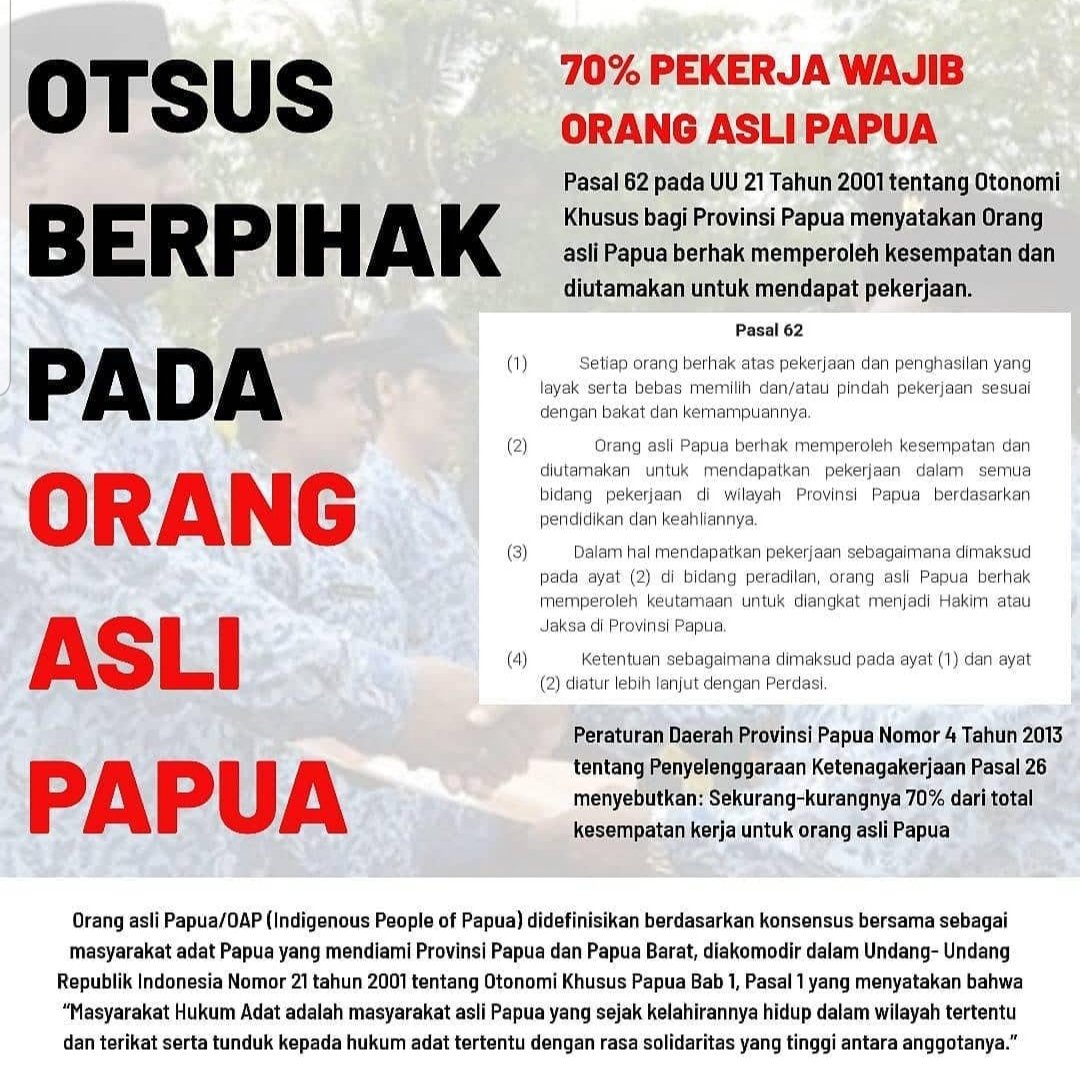 OTSUS
BERPIHAK
PADA
ORANG
ASLI
PAPUA
70% PEKERJA WAJIB
ORANG ASLI PAPUA
Pasal 62 pada UU 21 Tahun 2001 tentang Otonomi
Khusus bagi Provinsi Papua menyatakan Orang
asli Papua berhak memperoleh kesempatan dan
diutamakan untuk mendapat pekerjaan.
Pasal 62
(1) Setiap orang berhak atas pekerjaan dan penghasilan yang
layak serta bebas memilih dan/atau pindah pekerjaan sesuai
dengan bakat dan kemampuannya.
(2) Orang asli Papua berhak memperoleh kesempatan dan
diutamakan untuk mendapatkan pekerjaan dalam semua
bidang pekerjaan di wilayah Provinsi Papua berdasarkan
pendidikan dan keahliannya.
(3) Dalam hal mendapatkan pekerjaan sebagaimana dimaksud
pada ayat (2) di bidang peradilan, orang asli Papua berhak
memperoleh keutamaan untuk diangkat menjadi Hakim atau
Jaksa di Provinsi Papua.
(4) Ketentuan sebagaimana dimaksud pada ayat (1) dan ayat
(2) diatur lebih lanjut dengan Perdasi.
Peraturan Daerah Provinsi Papua Nomor 4 Tahun 2013
tentang Penyelenggaraan Ketenagakerjaan Pasal 26
menyebutkan: Sekurang-kurangnya 70% dari total
kesempatan kerja untuk orang asli Papua
Orang asli Papua/OAP (Indigenous People of Papua) didefinisikan berdasarkan konsensus bersama sebagai
masyarakat adat Papua yang mendiami Provinsi Papua dan Papua Barat, diakomodir dalam Undang- Undang
Republik Indonesia Nomor 21 tahun 2001 tentang Otonomi Khusus Papua Bab 1, Pasal 1 yang menyatakan bahwa
“Masyarakat Hukum Adat adalah masyarakat asli Papua yang sejak kelahirannya hidup dalam wilayah tertentu
dan terikat serta tunduk kepada hukum adat tertentu dengan rasa solidaritas yang tinggi antara anggotanya.”